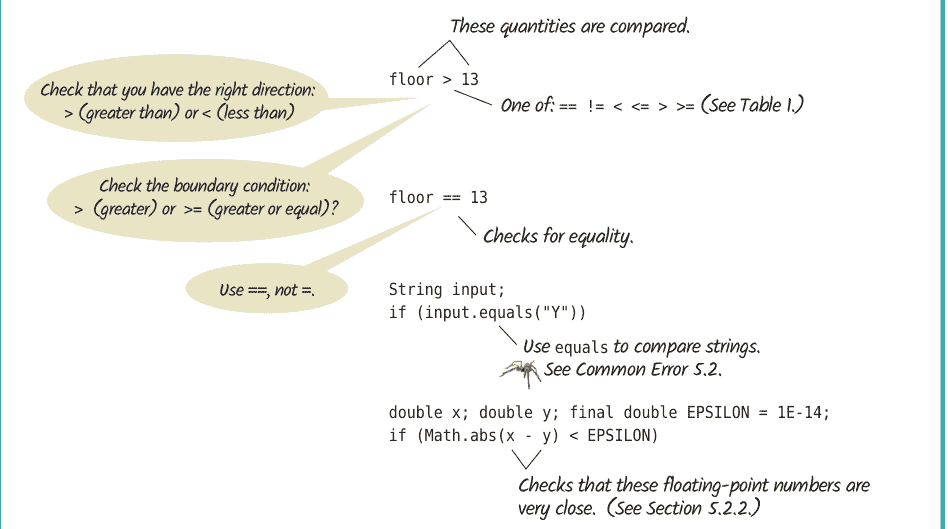 These quantities are compared.
floor > 13
Check that you have the right direction:
> (greater than) or < (less than)
One of: == != < <= > >= (See Table 1.)
Check the boundary condition:
> (greater) or >= (greater or equal)?
floor == 13
Checks for equality.
Use ==, not =.
String input;
if (input.equals("Y"))
Use equals to compare strings.
See Common Error 5.2.
double x; double y; final double EPSILON = 1E-14;
if (Math.abs(x - y) < EPSILON)
Checks that these floating-point numbers are
very close. (See Section 5.2.2.)